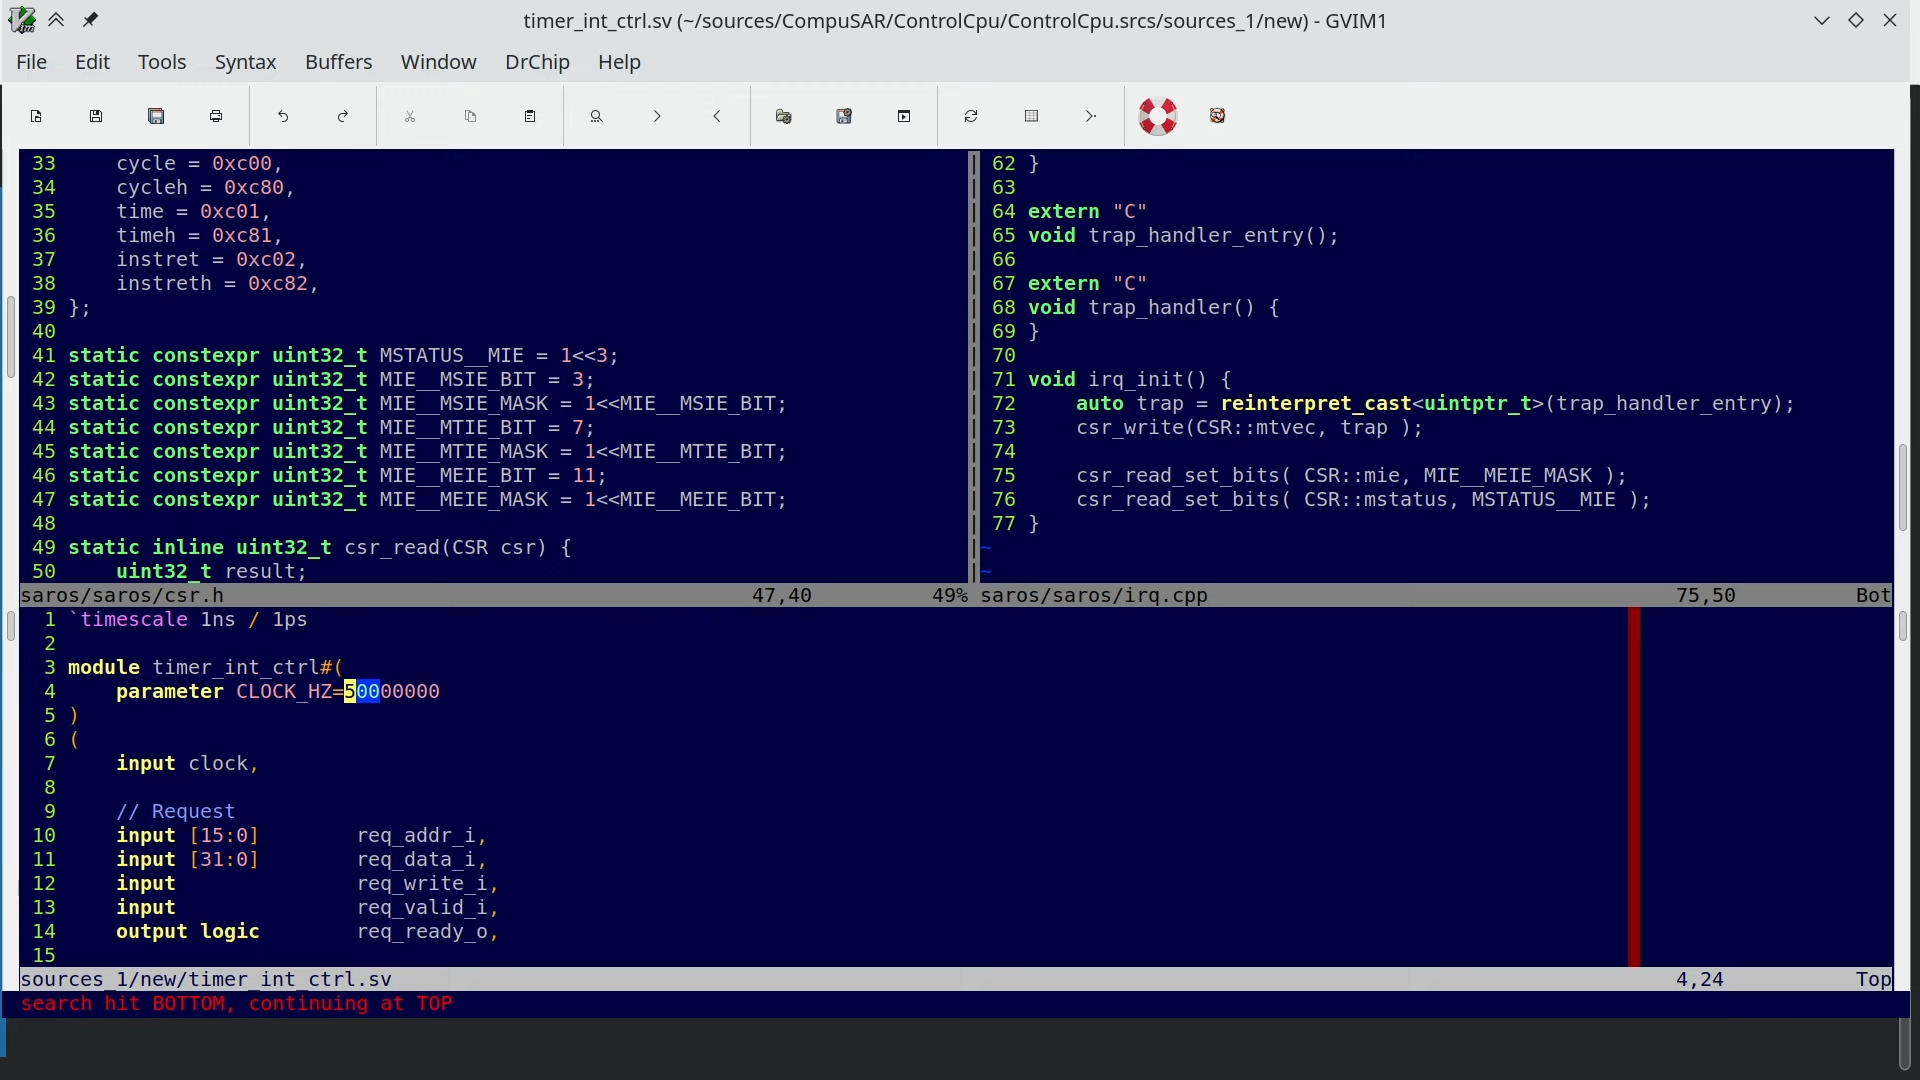 timer_int_ctrl.sv (~/sources/CompuSAR/ControlCpu/ControlCpu.srcs/sources_1/new) - GVIM1
File Edit Tools Syntax Buffers Window DrChip Help
33     cycle = 0xc00,
34     cycleh = 0xc80,
35     time = 0xc01,
36     timeh = 0xc81,
37     instret = 0xc02,
38     instreth = 0xc82,
39 };
40
41 static constexpr uint32_t MSTATUS__MIE = 1<<3;
42 static constexpr uint32_t MIE__MSIE_BIT = 3;
43 static constexpr uint32_t MIE__MSIE_MASK = 1<<MIE__MSIE_BIT;
44 static constexpr uint32_t MIE__MTIE_BIT = 7;
45 static constexpr uint32_t MIE__MTIE_MASK = 1<<MIE__MTIE_BIT;
46 static constexpr uint32_t MIE__MEIE_BIT = 11;
47 static constexpr uint32_t MIE__MEIE_MASK = 1<<MIE__MEIE_BIT;
48
49 static inline uint32_t csr_read(CSR csr) {
50     uint32_t result;
saros/saros/csr.h 47,40 49%
62 }
63
64 extern "C"
65 void trap_handler_entry();
66
67 extern "C"
68 void trap_handler() {
69 }
70
71 void irq_init() {
72     auto trap = reinterpret_cast<uintptr_t>(trap_handler_entry);
73     csr_write(CSR::mtvec, trap );
74
75     csr_read_set_bits( CSR::mie, MIE__MEIE_MASK );
76     csr_read_set_bits( CSR::mstatus, MSTATUS__MIE );
77 }
~
~
saros/saros/irq.cpp 75,50 Bot
1 `timescale 1ns / 1ps
2
3 module timer_int_ctrl#(
4     parameter CLOCK_HZ=50000000
5 )
6 (
7     input clock,
8
9     // Request
10     input [15:0]        req_addr_i,
11     input [31:0]        req_data_i,
12     input               req_write_i,
13     input               req_valid_i,
14     output logic        req_ready_o,
15
sources_1/new/timer_int_ctrl.sv 4,24 Top
search hit BOTTOM, continuing at TOP